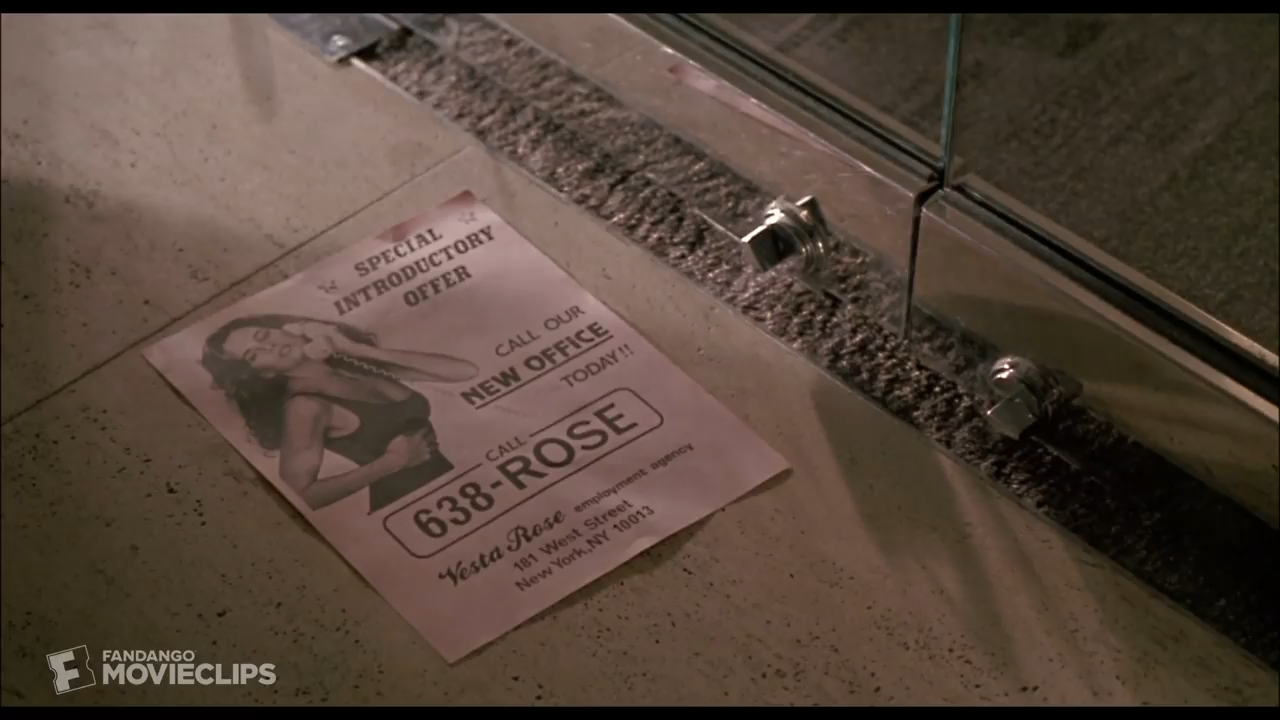 SPECIAL
INTRODUCTORY
OFFER
CALL OUR
NEW OFFICE
TODAY!!
CALL
638-ROSE
Vesta Rose employment agency
181 West Street
New York,NY 10013
FANDANGO
MOVIECLIPS